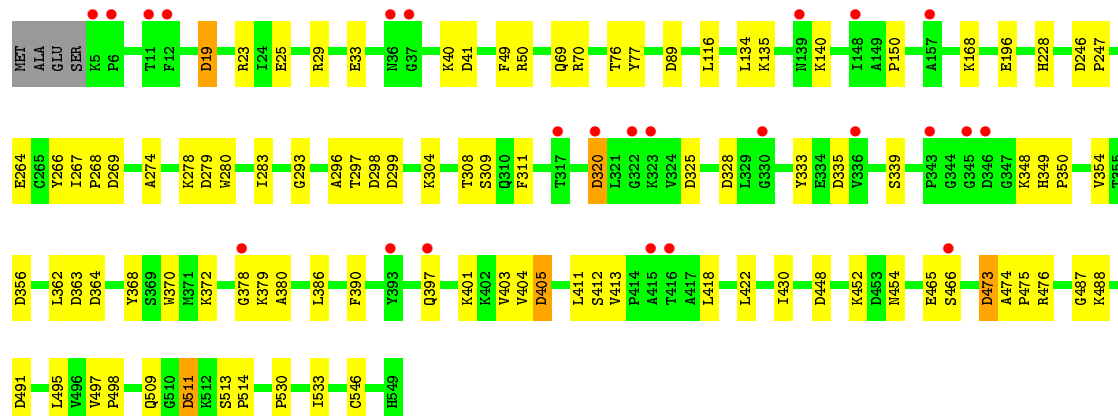 MET ALA GLU SER K5 P6 T11 F12 D19 R23 I24 E25 R29 E33 N36 G37 K40 D41 F49 R50 Q69 R70 T76 Y77 D89 L116 L134 K135 N139 K140 I148 A149 P150 A157 K168 E196 H228 D246 P247
E264 C265 Y266 I267 P268 D269 A274 K278 D279 W280 I283 G293 A296 T297 D298 D299 K304 T308 S309 Q310 F311 T317 D320 L321 G322 K323 V324 D325 D328 L329 G330 Y333 E334 D335 V336 S339 P343 G344 G345 D346 G347 K348 H349 P350 V354 T355
D356 L362 D363 D364 Y368 S369 W370 M371 K372 G378 K379 A380 L386 F390 Y393 Q397 K401 K402 V403 V404 D405 L411 S412 V413 P414 A415 T416 A417 L418 L422 I430 D448 K452 D453 N454 E465 S466 D473 A474 P475 R476 G487 K488
D491 L495 V496 V497 P498 Q509 G510 D511 K512 S513 P514 P530 I533 C546 H549